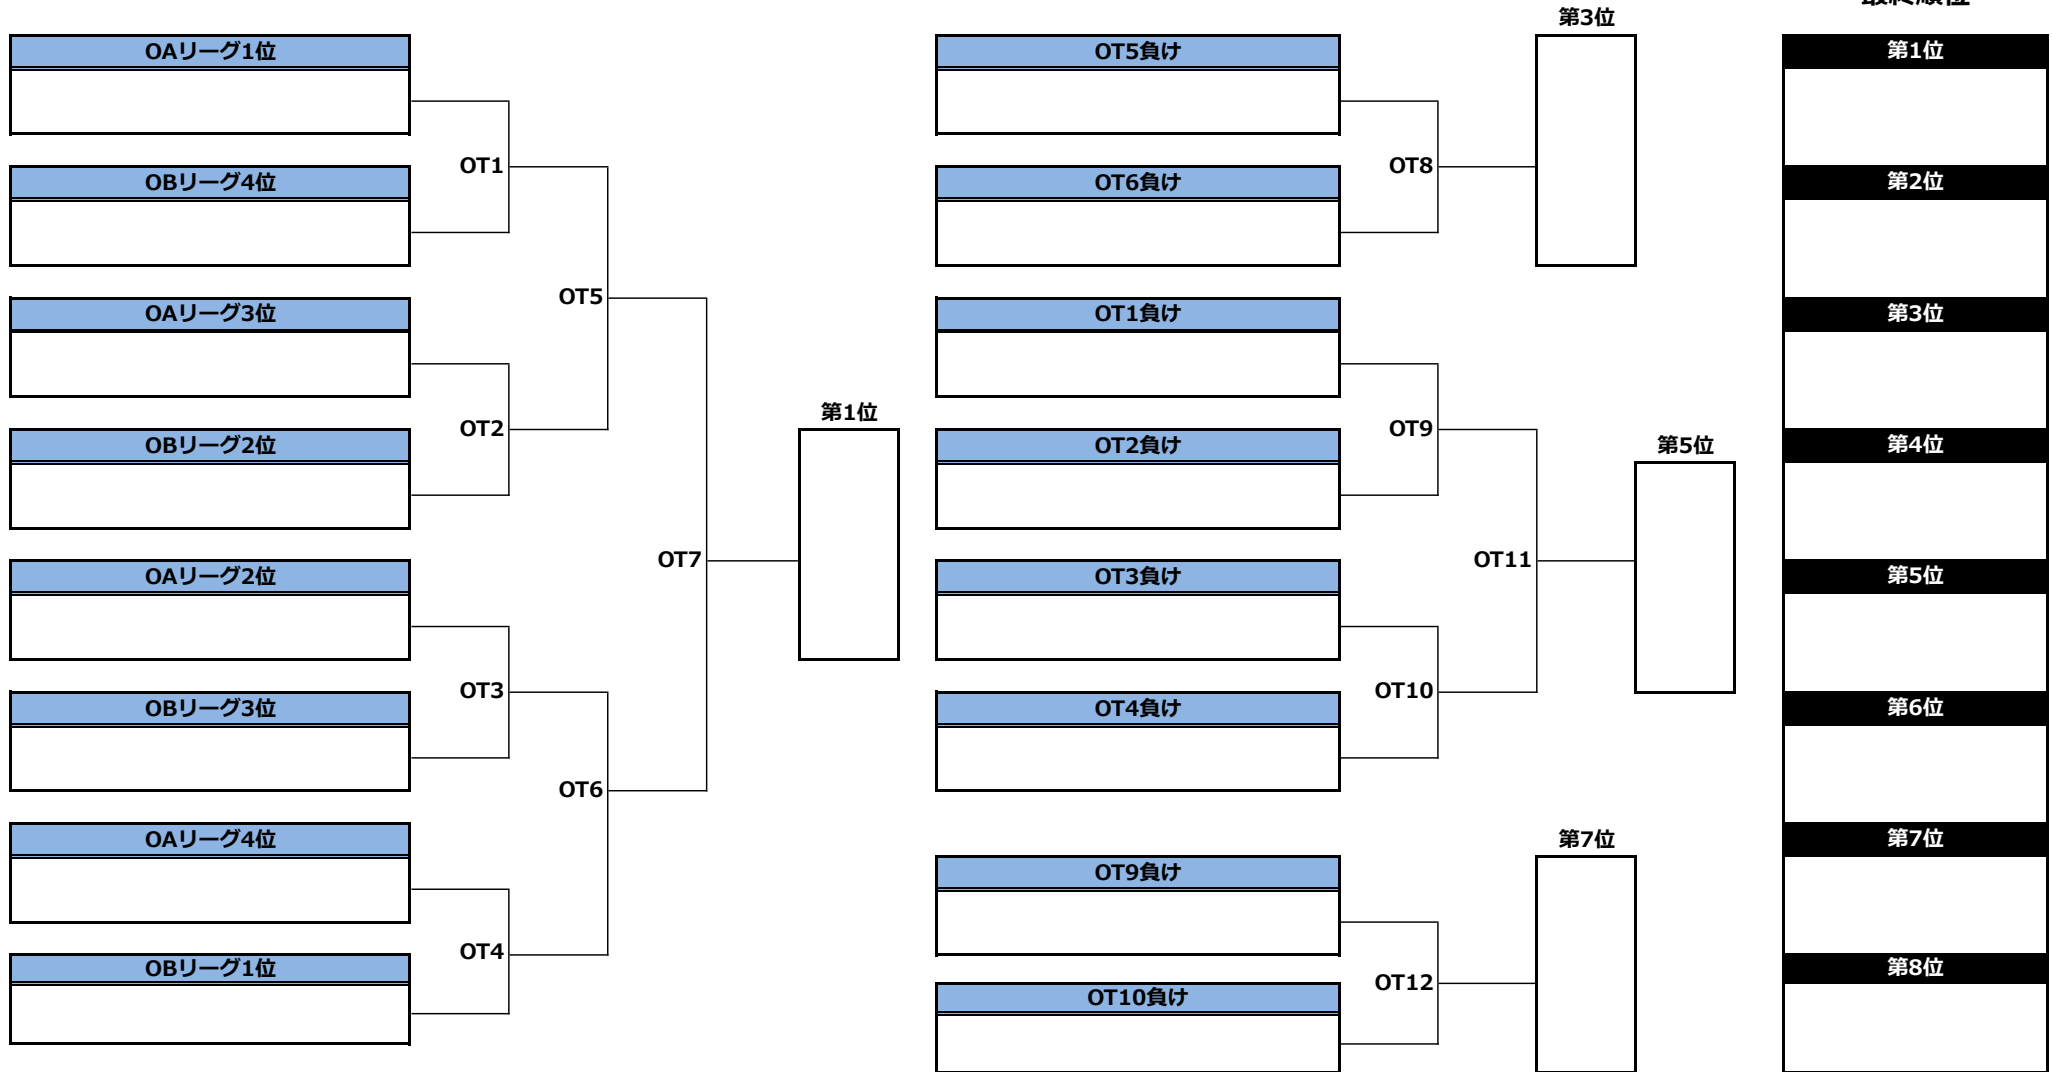 OAリーグ1位
OBリーグ4位
OAリーグ3位
OBリーグ2位
OAリーグ2位
OBリーグ3位
OAリーグ4位
OBリーグ1位
OT1
OT2
OT3
OT4
OT5
OT6
OT7
第1位
OT5負け
OT6負け
OT1負け
OT2負け
OT3負け
OT4負け
OT9負け
OT10負け
OT8
OT9
OT10
OT12
OT11
第3位
第5位
第7位
最終順位
第1位
第2位
第3位
第4位
第5位
第6位
第7位
第8位